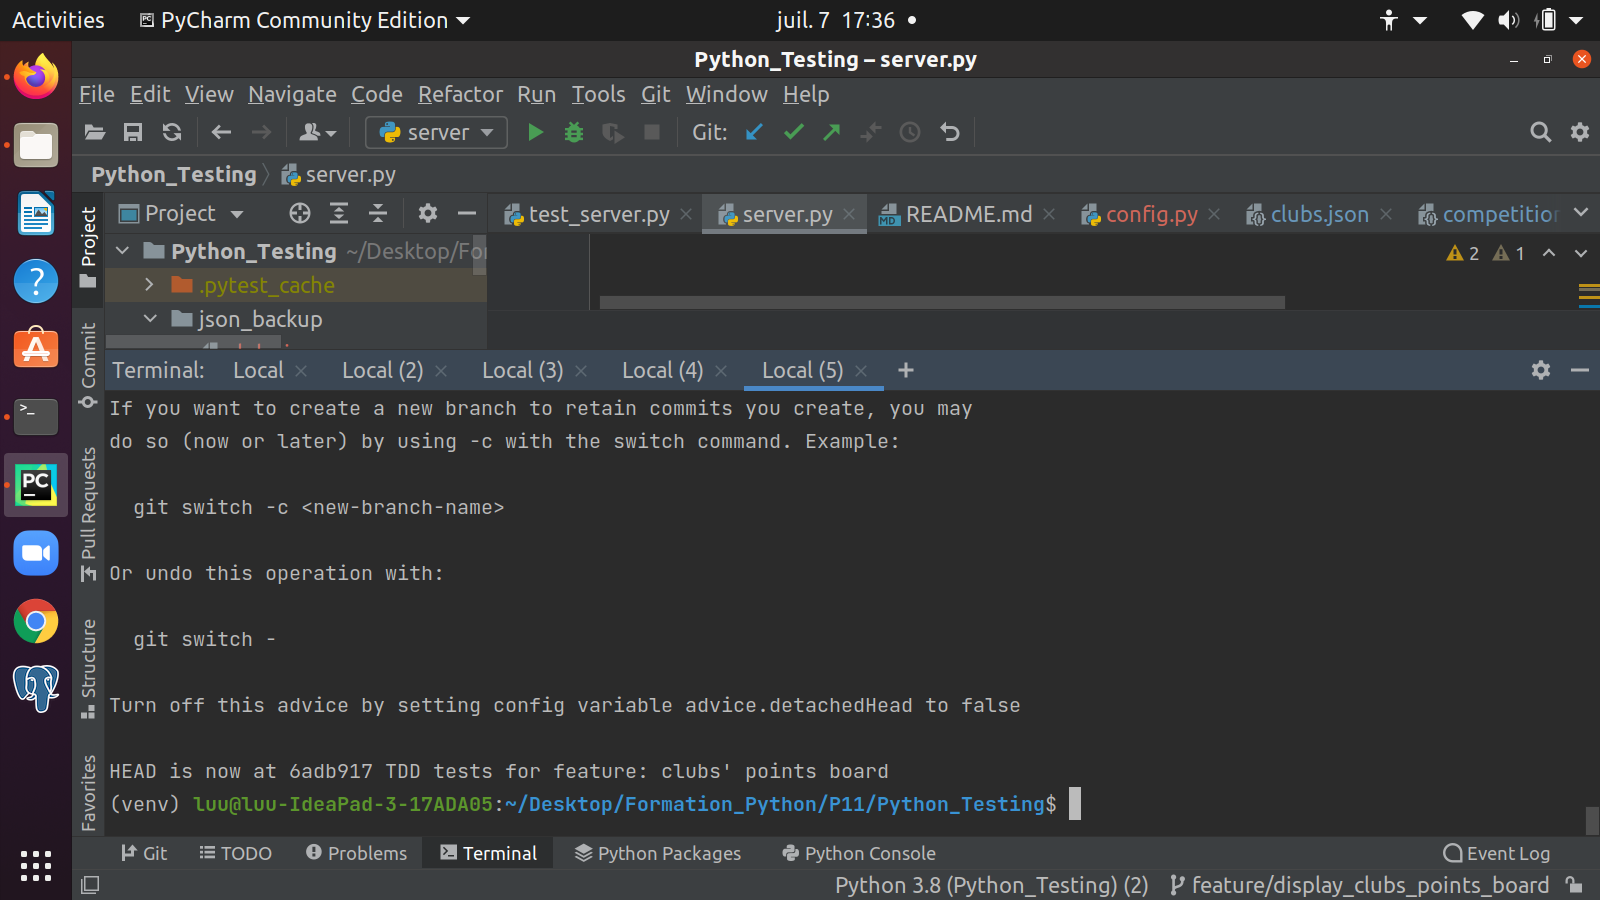 Activities
PyCharm Community Edition
juil. 7 17:36
Python_Testing – server.py
File Edit View Navigate Code Refactor Run Tools Git Window Help
server
Git:
Python_Testing
server.py
Project
test_server.py
server.py
README.md
config.py
clubs.json
competition
Python_Testing ~/Desktop/For
2
1
.pytest_cache
json_backup
Project
Commit
Pull Requests
Structure
Favorites
Terminal: Local Local (2) Local (3) Local (4) Local (5) +
If you want to create a new branch to retain commits you create, you may
do so (now or later) by using -c with the switch command. Example:
git switch -c <new-branch-name>
Or undo this operation with:
git switch -
Turn off this advice by setting config variable advice.detachedHead to false
HEAD is now at 6adb917 TDD tests for feature: clubs' points board
(venv) luu@luu-IdeaPad-3-17ADA05:~/Desktop/Formation_Python/P11/Python_Testing$
Git TODO Problems Terminal Python Packages Python Console Event Log
Python 3.8 (Python_Testing) (2) feature/display_clubs_points_board